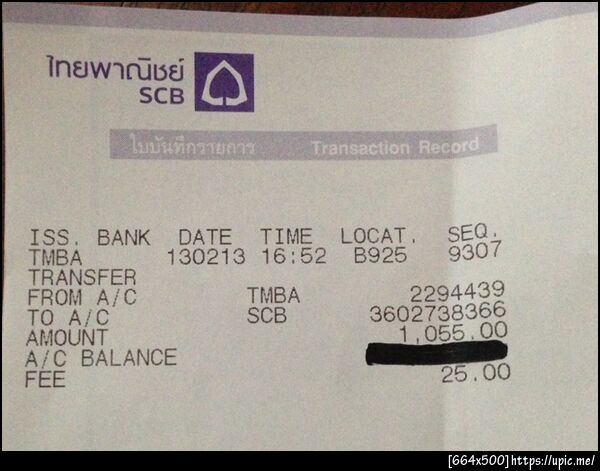 ไทยพาณิชย์
SCB
ใบบันทึกรายการ Transaction Record
ISS. BANK DATE TIME LOCAT. SEQ.
TMBA 130213 16:52 B925 9307
TRANSFER
FROM A/C TMBA 2294439
TO A/C SCB 3602738366
AMOUNT 1,055.00
A/C BALANCE
FEE 25.00
[664x500]https://upic.me/